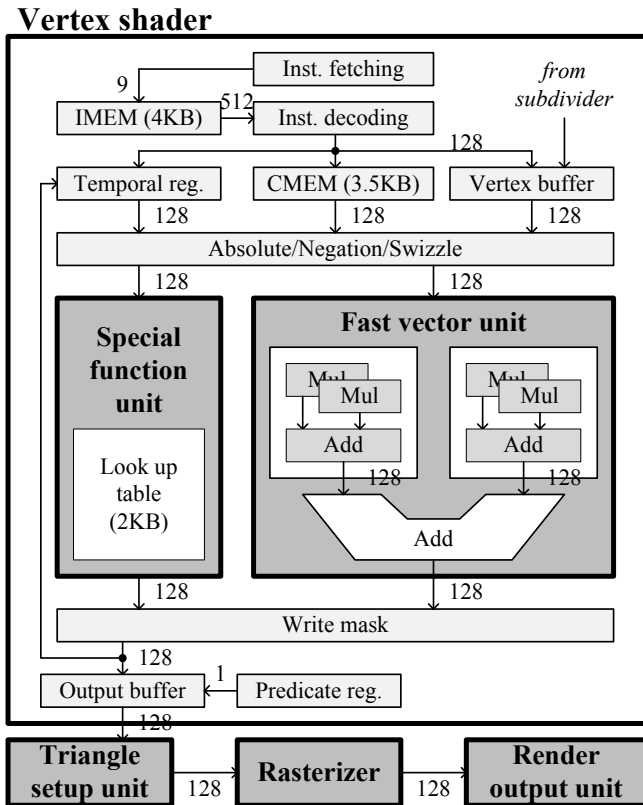 Vertex shader
Inst. fetching
from
subdivider
9
512
IMEM (4KB)
Inst. decoding
128
Temporal reg.
CMEM (3.5KB)
Vertex buffer
128
128
128
Absolute/Negation/Swizzle
128
128
Special
function
unit
Look up
table
(2KB)
Fast vector unit
Mul
Mul
Add
128
Mul
Mul
Add
128
Add
128
128
Write mask
128
1
Output buffer
Predicate reg.
128
Triangle
setup unit
128
Rasterizer
128
Render
output unit